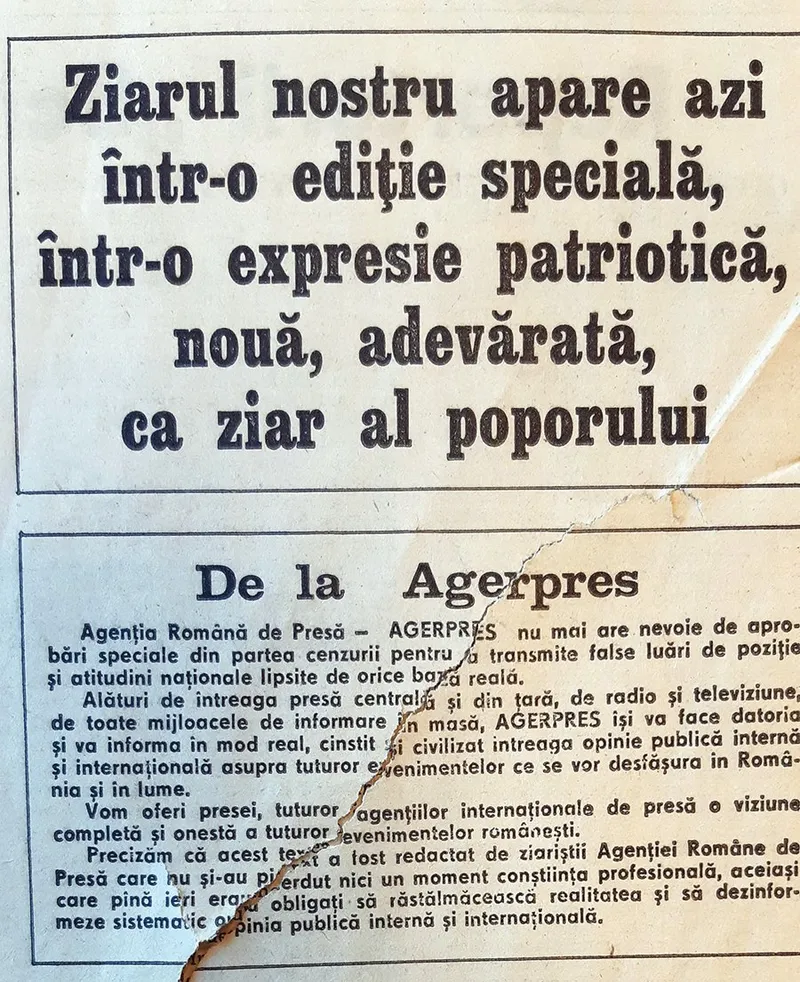 Ziarul nostru apare azi
într-o ediţie specială,
într-o expresie patriotică,
nouă, adevărată,
ca ziar al poporului
De la Agerpres
Agenţia Română de Presă – AGERPRES nu mai are nevoie de apro-
bări speciale din partea cenzurii pentru a transmite false luări de poziţie
şi atitudini naţionale lipsite de orice bază reală.
Alături de întreaga presă centrală şi din ţară, de radio şi televiziune,
de toate mijloacele de informare în masă, AGERPRES îşi va face datoria
şi va informa în mod real, cinstit şi civilizat intreaga opinie publică internă
şi internaţională asupra tuturor evenimentelor ce se vor desfăşura in Româ-
nia şi in lume.
Vom oferi presei, tuturor agenţiilor internaţionale de presă o viziune
completă şi onestă a tuturor evenimentelor româneşti.
Precizăm că acest text a fost redactat de ziariştii Agenţiei Române de
Presă care nu şi-au pierdut nici un moment conştiinţa profesională, aceiaşi
care pină ieri erau obligaţi să răstălmăcească realitatea şi să dezinfor-
meze sistematic opinia publică internă şi internaţională.